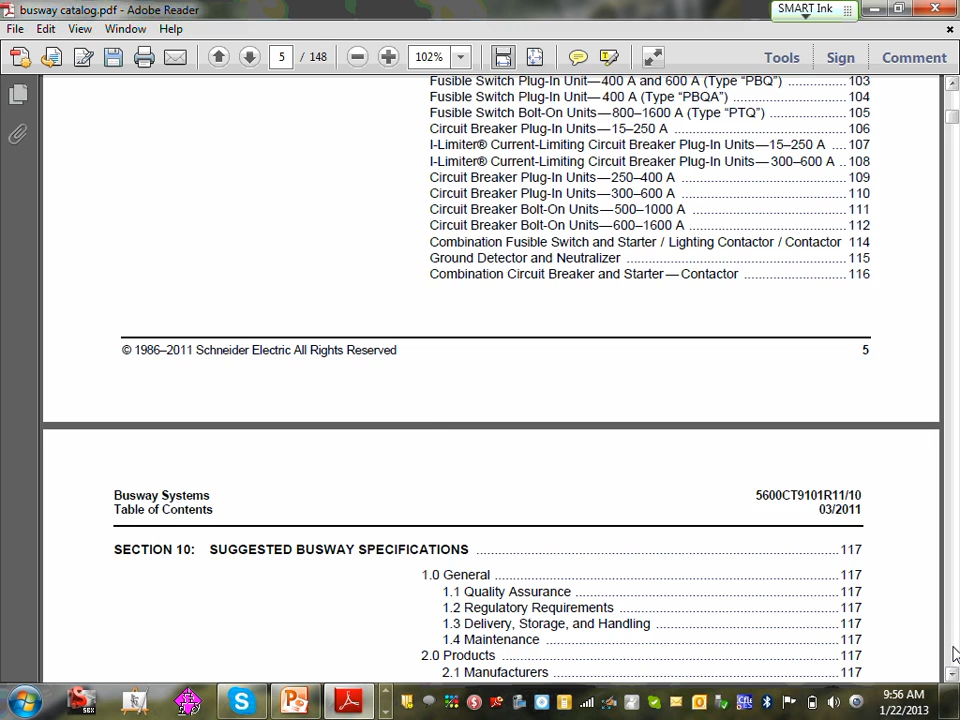 busway catalog.pdf - Adobe Reader
SMART Ink
File Edit View Window Help
5 / 148
102%
Tools Sign Comment
Fusible Switch Plug-In Unit—400 A and 600 A (Type “PBQ”) ................ 103
Fusible Switch Plug-In Unit—400 A (Type “PBQA”) ............................. 104
Fusible Switch Bolt-On Units—800–1600 A (Type “PTQ”) ..................... 105
Circuit Breaker Plug-In Units—15–250 A ............................................. 106
I-Limiter® Current-Limiting Circuit Breaker Plug-In Units—15–250 A ....107
I-Limiter® Current-Limiting Circuit Breaker Plug-In Units—300–600 A ..108
Circuit Breaker Plug-In Units—250–400 A ........................................... 109
Circuit Breaker Plug-In Units—300–600 A ........................................... 110
Circuit Breaker Bolt-On Units—500–1000 A ......................................... 111
Circuit Breaker Bolt-On Units—600–1600 A ......................................... 112
Combination Fusible Switch and Starter / Lighting Contactor / Contactor 114
Ground Detector and Neutralizer ......................................................... 115
Combination Circuit Breaker and Starter—Contactor ........................... 116
© 1986–2011 Schneider Electric All Rights Reserved
5
Busway Systems
Table of Contents
5600CT9101R11/10
03/2011
SECTION 10: SUGGESTED BUSWAY SPECIFICATIONS ............................................................ 117
1.0 General ............................................................ 117
1.1 Quality Assurance ............................................................ 117
1.2 Regulatory Requirements ................................................ 117
1.3 Delivery, Storage, and Handling ...................................... 117
1.4 Maintenance ............................................................ 117
2.0 Products ............................................................ 117
2.1 Manufacturers ............................................................ 117
9:56 AM
1/22/2013